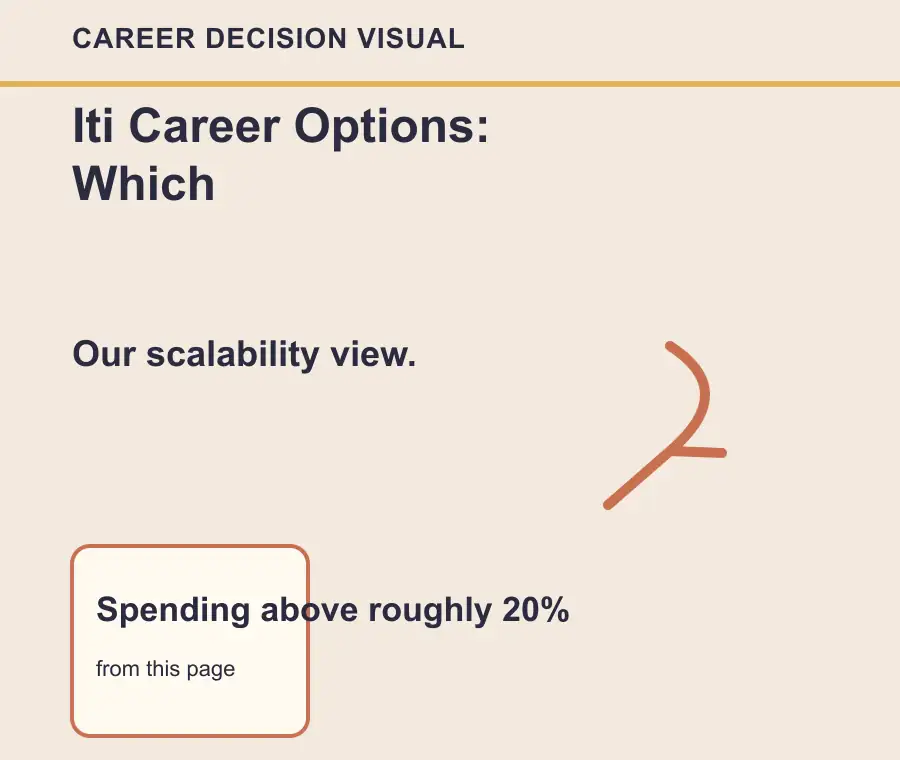 CAREER DECISION VISUAL
Iti Career Options:
Which
Our scalability view.
Spending above roughly 20%
from this page